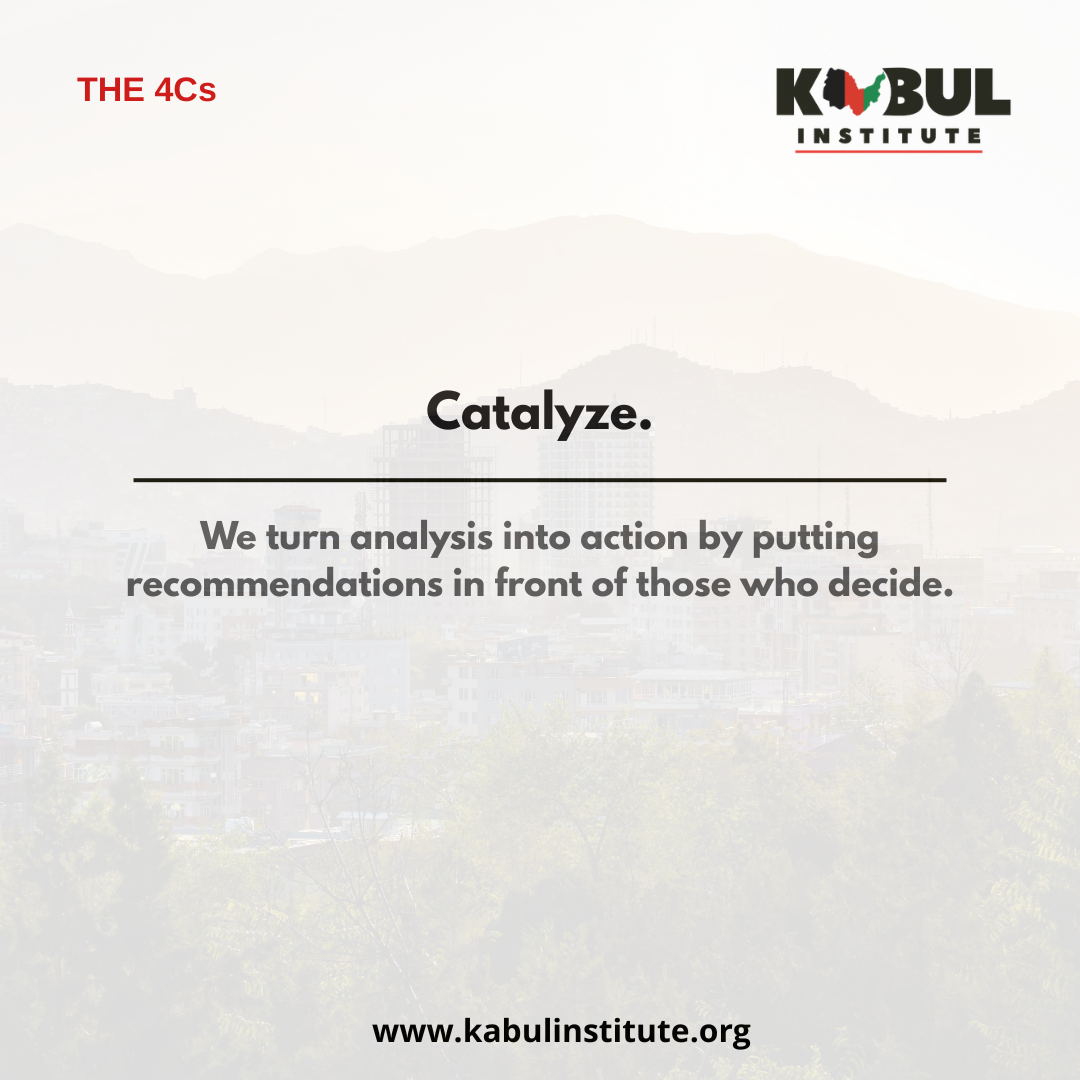 THE 4Cs
KABUL
INSTITUTE
Catalyze.
We turn analysis into action by putting
recommendations in front of those who decide.
www.kabulinstitute.org